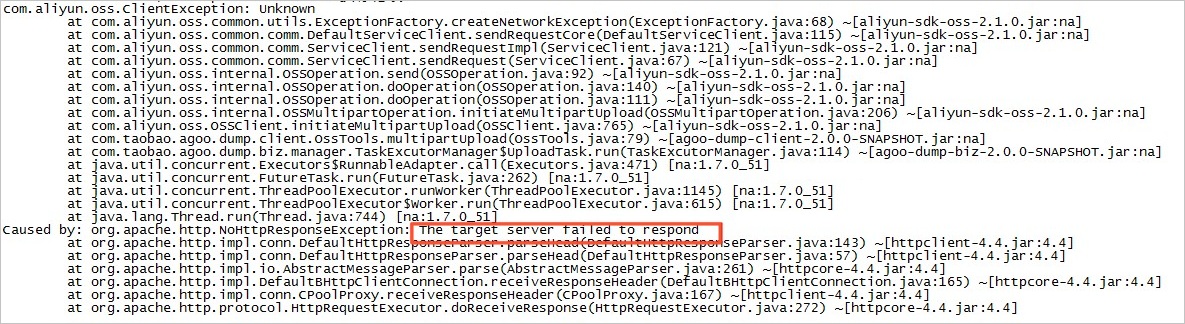 com.aliyun.oss.ClientException: Unknown
at com.aliyun.oss.common.utils.ExceptionFactory.createNetworkException(ExceptionFactory.java:68) ~[aliyun-sdk-oss-2.1.0.jar:na]
at com.aliyun.oss.common.comm.DefaultServiceClient.sendRequestCore(DefaultServiceClient.java:115) ~[aliyun-sdk-oss-2.1.0.jar:na]
at com.aliyun.oss.common.comm.ServiceClient.sendRequestImpl(ServiceClient.java:121) ~[aliyun-sdk-oss-2.1.0.jar:na]
at com.aliyun.oss.common.comm.ServiceClient.sendRequest(ServiceClient.java:67) ~[aliyun-sdk-oss-2.1.0.jar:na]
at com.aliyun.oss.internal.OSSOperation.send(OSSOperation.java:92) ~[aliyun-sdk-oss-2.1.0.jar:na]
at com.aliyun.oss.internal.OSSOperation.doOperation(OSSOperation.java:140) ~[aliyun-sdk-oss-2.1.0.jar:na]
at com.aliyun.oss.internal.OSSOperation.doOperation(OSSOperation.java:111) ~[aliyun-sdk-oss-2.1.0.jar:na]
at com.aliyun.oss.internal.OSSMultipartOperation.initiateMultipartUpload(OSSMultipartOperation.java:206) ~[aliyun-sdk-oss-2.1.0.jar:na]
at com.aliyun.oss.OSSClient.initiateMultipartUpload(OSSClient.java:765) ~[aliyun-sdk-oss-2.1.0.jar:na]
at com.taobao.agoo.dump.client.OssTools.multipartUpload(OssTools.java:79) ~[agoo-dump-client-2.0.0-SNAPSHOT.jar:na]
at com.taobao.agoo.dump.biz.manager.TaskExcutorManager$UploadTask.run(TaskExcutorManager.java:114) ~[agoo-dump-biz-2.0.0-SNAPSHOT.jar:na]
at java.util.concurrent.Executors$RunnableAdapter.call(Executors.java:471) [na:1.7.0_51]
at java.util.concurrent.FutureTask.run(FutureTask.java:262) [na:1.7.0_51]
at java.util.concurrent.ThreadPoolExecutor.runWorker(ThreadPoolExecutor.java:1145) [na:1.7.0_51]
at java.util.concurrent.ThreadPoolExecutor$Worker.run(ThreadPoolExecutor.java:615) [na:1.7.0_51]
at java.lang.Thread.run(Thread.java:744) [na:1.7.0_51]
Caused by: org.apache.http.NoHttpResponseException: The target server failed to respond
at org.apache.http.impl.conn.DefaultHttpResponseParser.parseHead(DefaultHttpResponseParser.java:143) ~[httpclient-4.4.jar:4.4]
at org.apache.http.impl.conn.DefaultHttpResponseParser.parseHead(DefaultHttpResponseParser.java:57) ~[httpclient-4.4.jar:4.4]
at org.apache.http.impl.io.AbstractMessageParser.parse(AbstractMessageParser.java:261) ~[httpcore-4.4.jar:4.4]
at org.apache.http.impl.DefaultBHttpClientConnection.receiveResponseHeader(DefaultBHttpClientConnection.java:165) ~[httpcore-4.4.jar:4.4]
at org.apache.http.impl.conn.CPoolProxy.receiveResponseHeader(CPoolProxy.java:167) ~[httpclient-4.4.jar:4.4]
at org.apache.http.protocol.HttpRequestExecutor.doReceiveResponse(HttpRequestExecutor.java:272) ~[httpcore-4.4.jar:4.4]